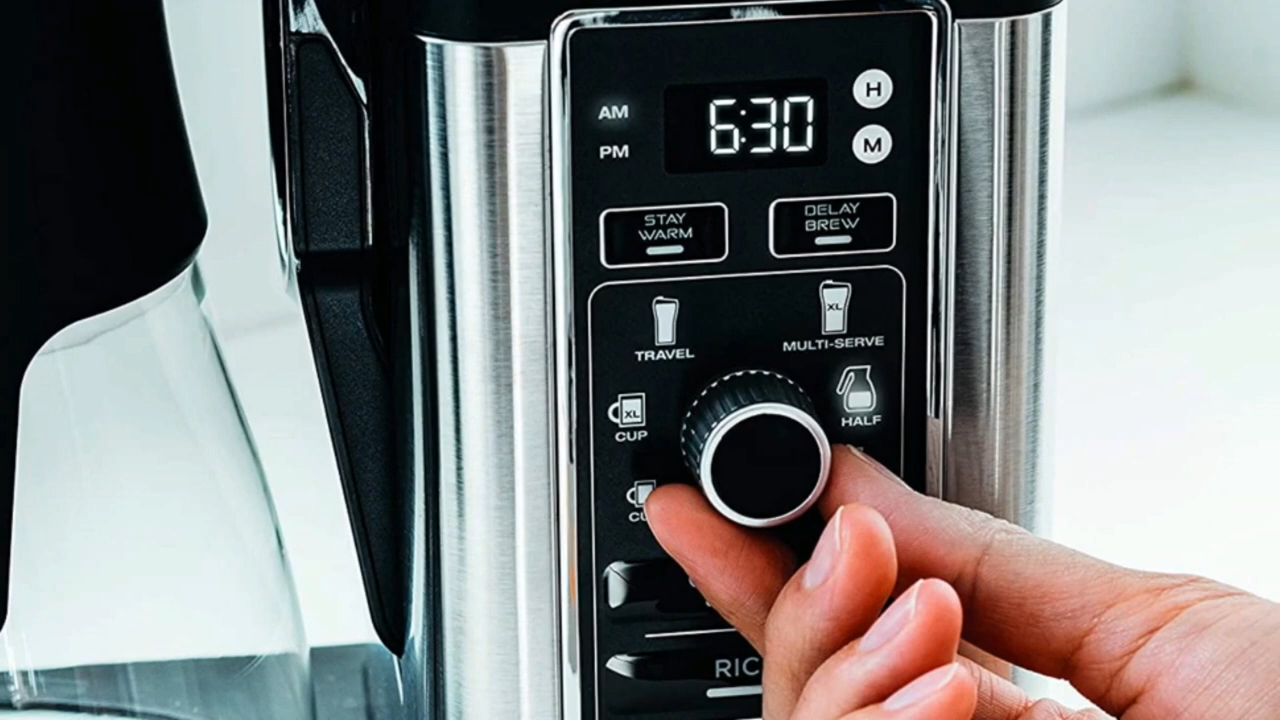 AM
6:30
H
PM
M
STAY
WARM
DELAY
BREW
XL
TRAVEL
MULTI-SERVE
XL
CUP
HALF